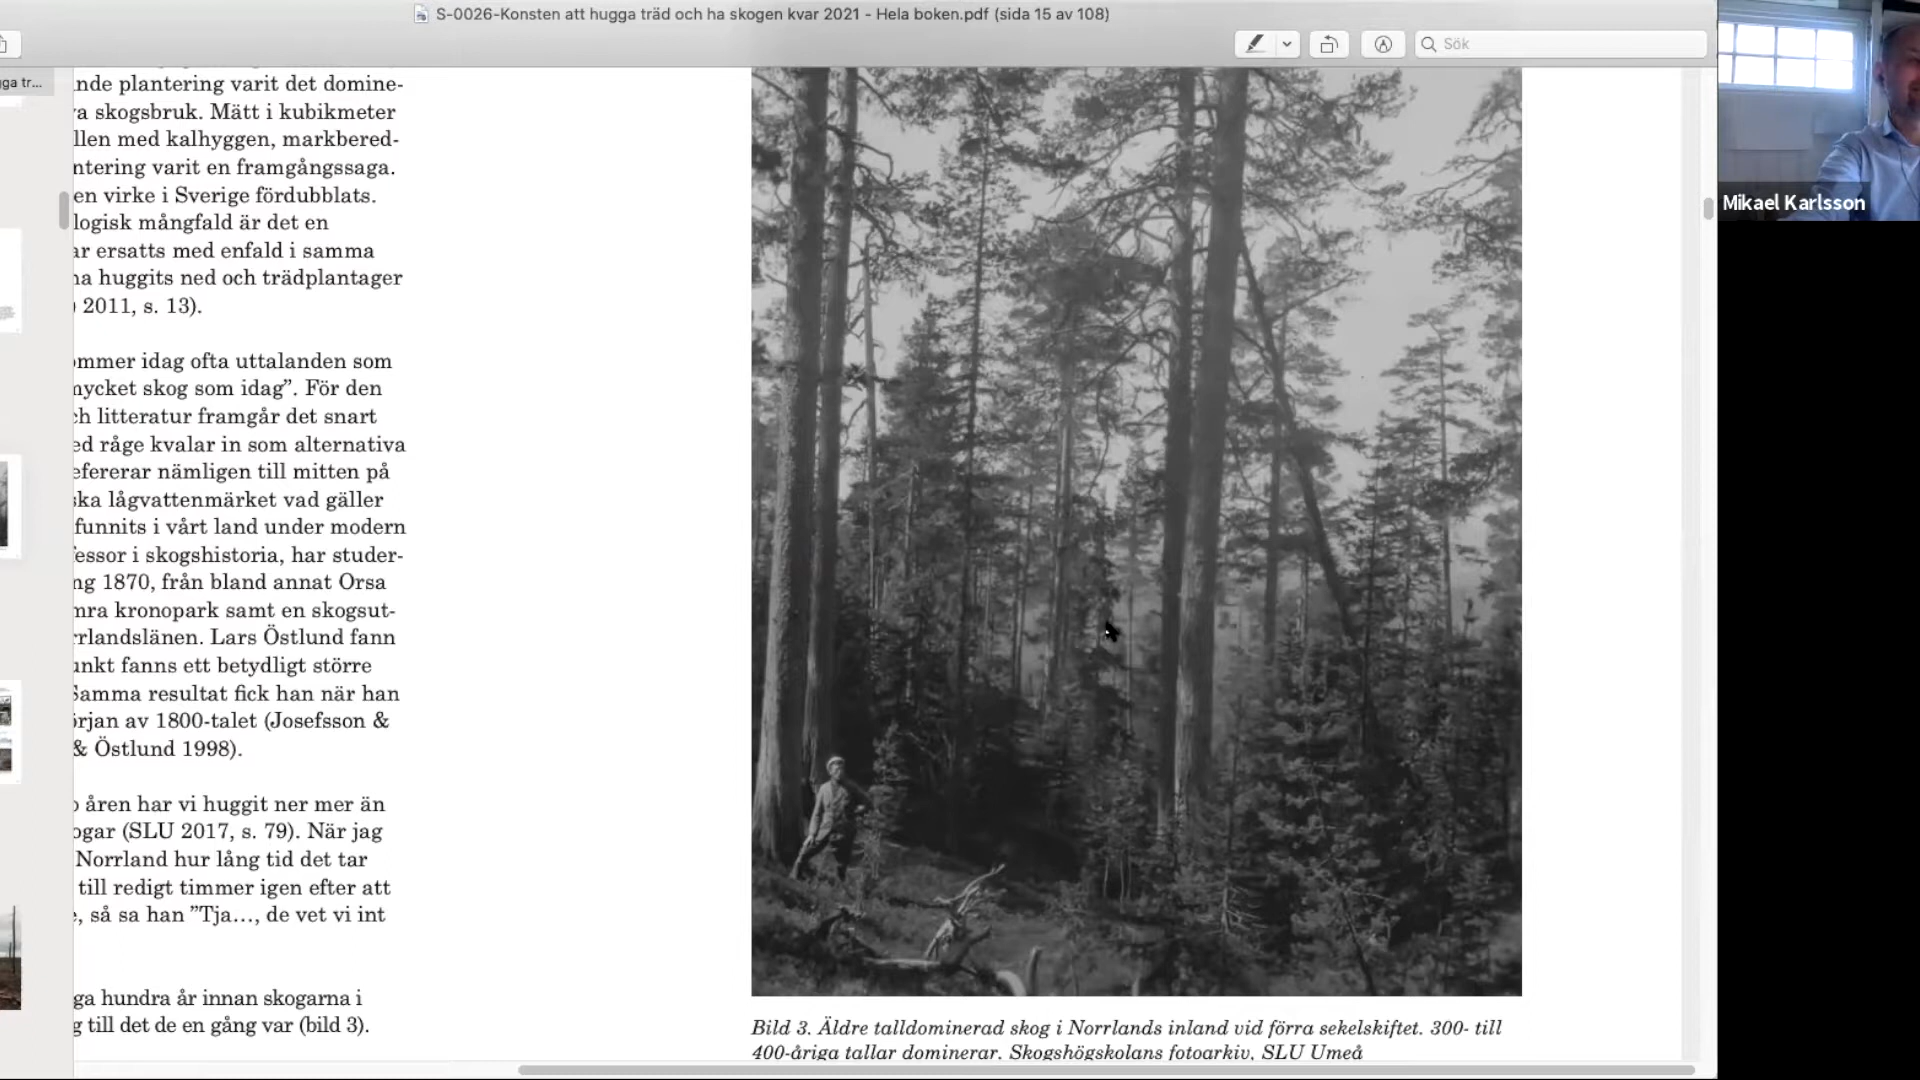 S-0026-Konsten att hugga träd och ha skogen kvar 2021 - Hela boken.pdf (sida 15 av 108)
Sök
ga tr...
nde plantering varit det domine-
a skogsbruk. Mätt i kubikmeter
llen med kalhyggen, markbered-
ntering varit en framgångssaga.
en virke i Sverige fördubblats.
logisk mångfald är det en
ar ersatts med enfald i samma
na huggits ned och trädplantager
2011, s. 13).
ommer idag ofta uttalanden som
mycket skog som idag”. För den
ch litteratur framgår det snart
ed råge kvalar in som alternativa
efererar nämligen till mitten på
ska lågvattenmärket vad gäller
funnits i vårt land under modern
fessor i skogshistoria, har studer-
ng 1870, från bland annat Orsa
mra kronopark samt en skogsut-
rrlandslänen. Lars Östlund fann
unkt fanns ett betydligt större
Samma resultat fick han när han
örjan av 1800-talet (Josefsson &
& Östlund 1998).
åren har vi huggit ner mer än
ogar (SLU 2017, s. 79). När jag
Norrland hur lång tid det tar
till redigt timmer igen efter att
, så sa han ”Tja…, de vet vi int
ga hundra år innan skogarna i
g till det de en gång var (bild 3).
Bild 3. Äldre talldominerad skog i Norrlands inland vid förra sekelskiftet. 300- till
400-åriga tallar dominerar. Skogshögskolans fotoarkiv, SLU Umeå
Mikael Karlsson